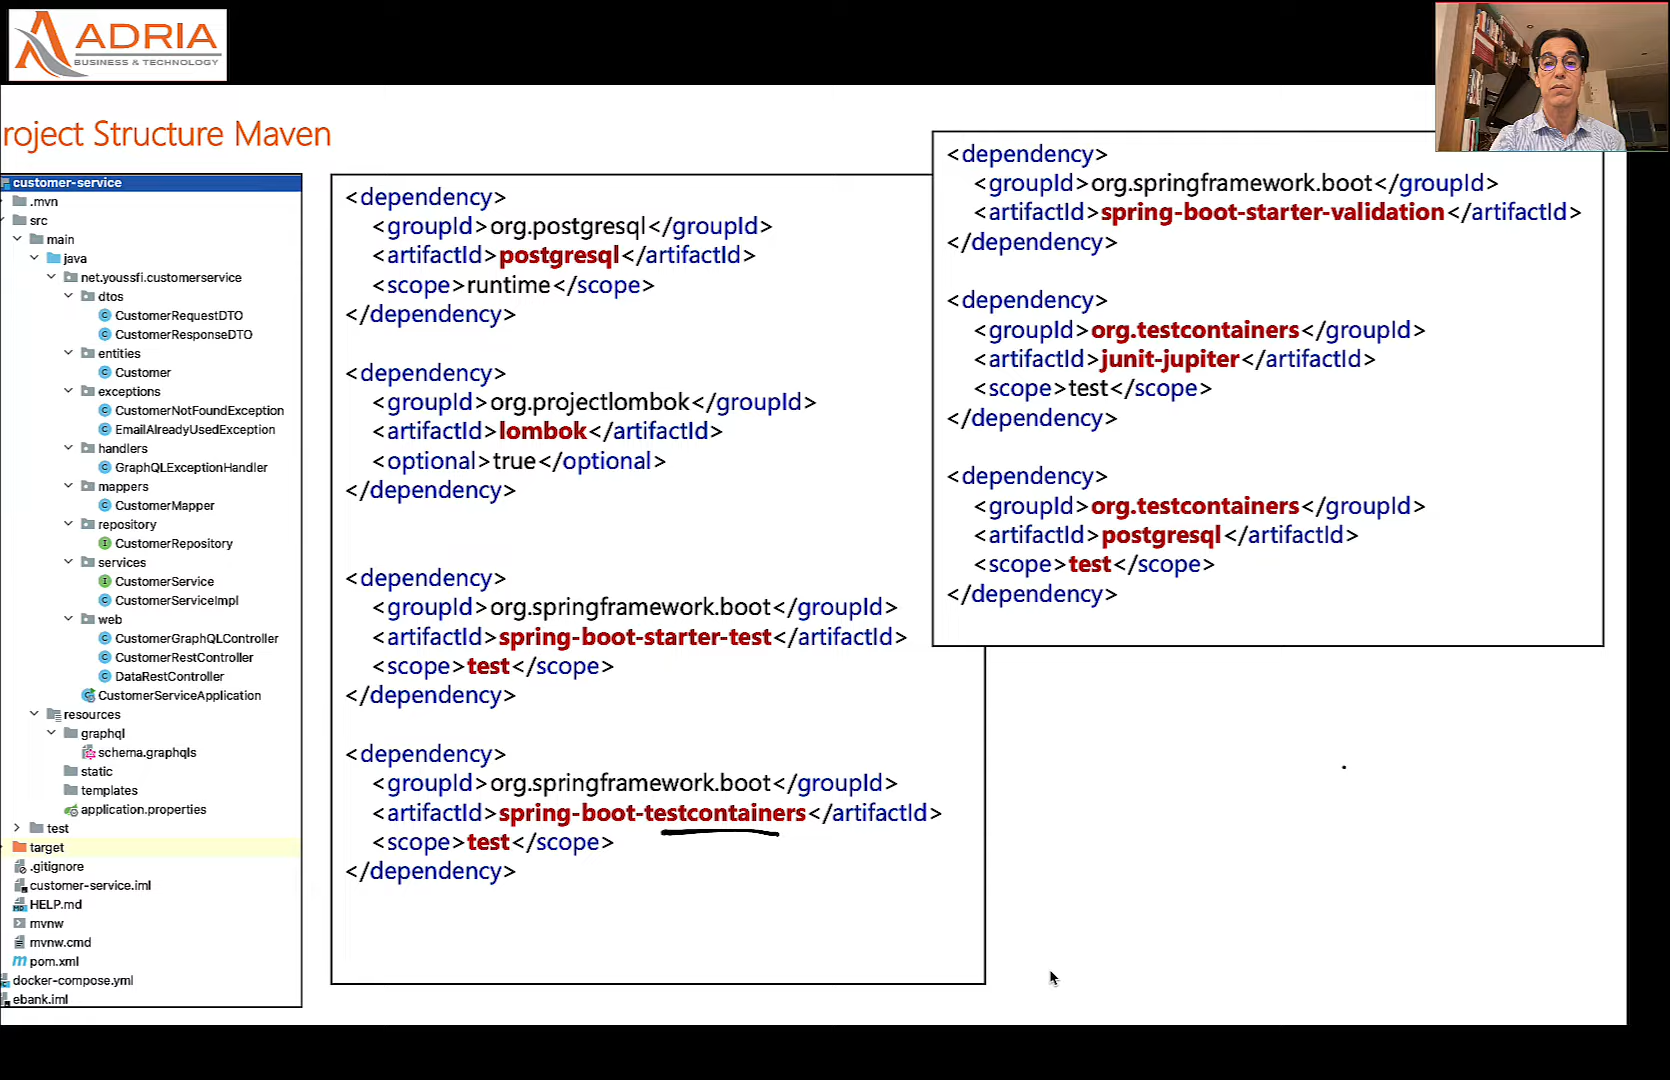 ADRIA
BUSINESS & TECHNOLOGY
roject Structure Maven
customer-service
.mvn
src
main
java
net.youssfi.customerservice
dtos
CustomerRequestDTO
CustomerResponseDTO
entities
Customer
exceptions
CustomerNotFoundException
EmailAlreadyUsedException
handlers
GraphQLExceptionHandler
mappers
CustomerMapper
repository
CustomerRepository
services
CustomerService
CustomerServiceImpl
web
CustomerGraphQLController
CustomerRestController
DataRestController
CustomerServiceApplication
resources
graphql
schema.graphqls
static
templates
application.properties
test
target
.gitignore
customer-service.iml
HELP.md
mvnw
mvnw.cmd
pom.xml
docker-compose.yml
ebank.iml
<dependency>
<groupId>org.postgresql</groupId>
<artifactId>postgresql</artifactId>
<scope>runtime</scope>
</dependency>
<dependency>
<groupId>org.projectlombok</groupId>
<artifactId>lombok</artifactId>
<optional>true</optional>
</dependency>
<dependency>
<groupId>org.springframework.boot</groupId>
<artifactId>spring-boot-starter-test</artifactId>
<scope>test</scope>
</dependency>
<dependency>
<groupId>org.springframework.boot</groupId>
<artifactId>spring-boot-testcontainers</artifactId>
<scope>test</scope>
</dependency>
<dependency>
<groupId>org.springframework.boot</groupId>
<artifactId>spring-boot-starter-validation</artifactId>
</dependency>
<dependency>
<groupId>org.testcontainers</groupId>
<artifactId>junit-jupiter</artifactId>
<scope>test</scope>
</dependency>
<dependency>
<groupId>org.testcontainers</groupId>
<artifactId>postgresql</artifactId>
<scope>test</scope>
</dependency>